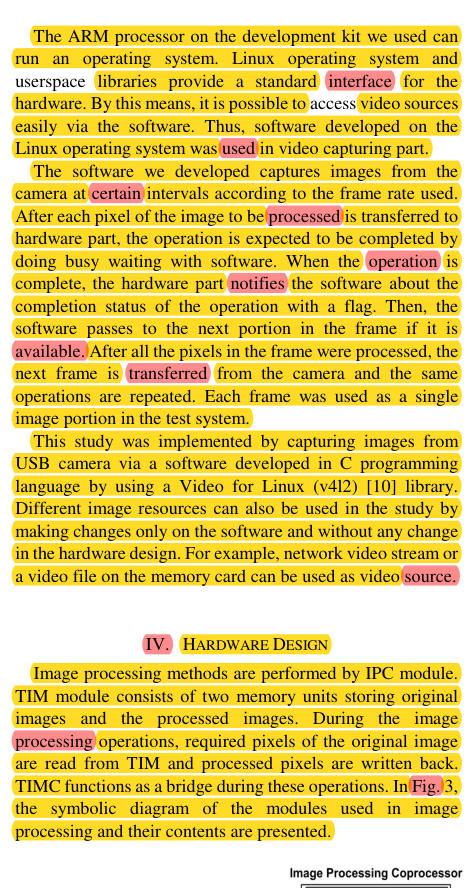 The ARM processor on the development kit we used can
run an operating system. Linux operating system and
userspace libraries provide a standard interface for the
hardware. By this means, it is possible to access video sources
easily via the software. Thus, software developed on the
Linux operating system was used in video capturing part.
The software we developed captures images from the
camera at certain intervals according to the frame rate used.
After each pixel of the image to be processed is transferred to
hardware part, the operation is expected to be completed by
doing busy waiting with software. When the operation is
complete, the hardware part notifies the software about the
completion status of the operation with a flag. Then, the
software passes to the next portion in the frame if it is
available. After all the pixels in the frame were processed, the
next frame is transferred from the camera and the same
operations are repeated. Each frame was used as a single
image portion in the test system.
This study was implemented by capturing images from
USB camera via a software developed in C programming
language by using a Video for Linux (v4l2) [10] library.
Different image resources can also be used in the study by
making changes only on the software and without any change
in the hardware design. For example, network video stream or
a video file on the memory card can be used as video source.
IV. HARDWARE DESIGN
Image processing methods are performed by IPC module.
TIM module consists of two memory units storing original
images and the processed images. During the image
processing operations, required pixels of the original image
are read from TIM and processed pixels are written back.
TIMC functions as a bridge during these operations. In Fig. 3,
the symbolic diagram of the modules used in image
processing and their contents are presented.
Image Processing Coprocessor